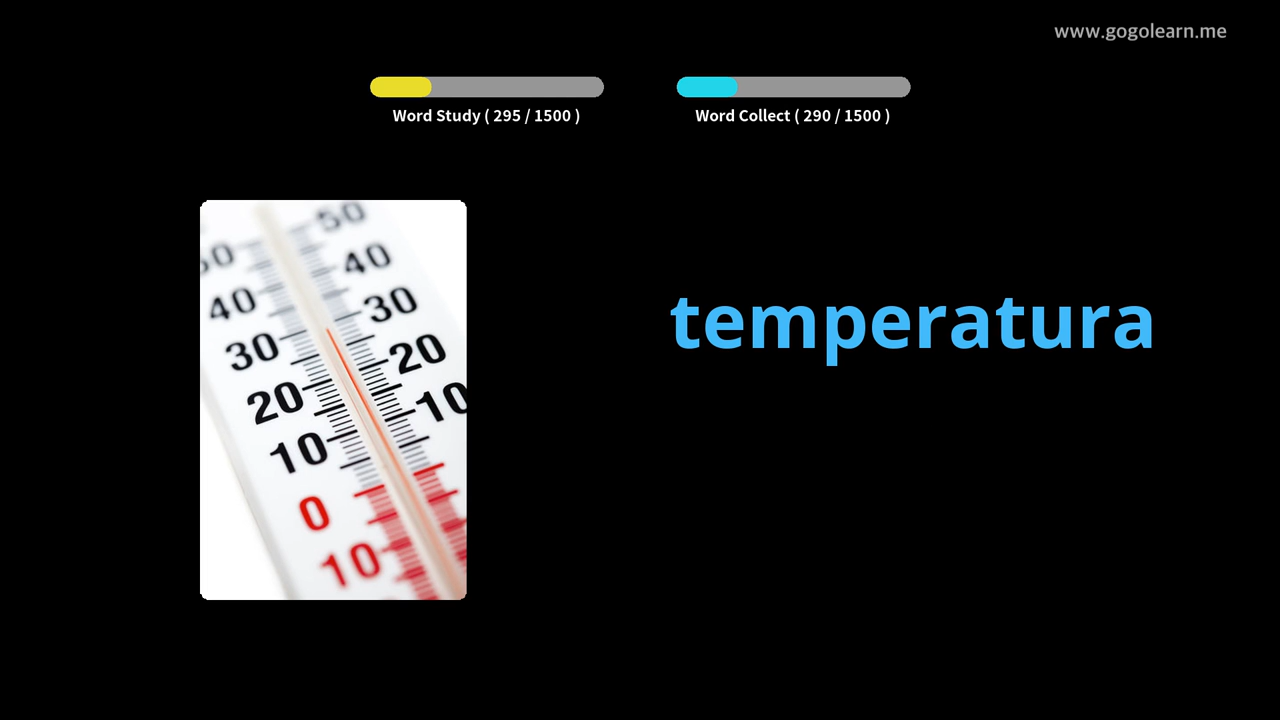 www.gogolearn.me
Word Study ( 295 / 1500 )
Word Collect ( 290 / 1500 )
50
40
40
30
30
20
20
10
10
0
10
temperatura